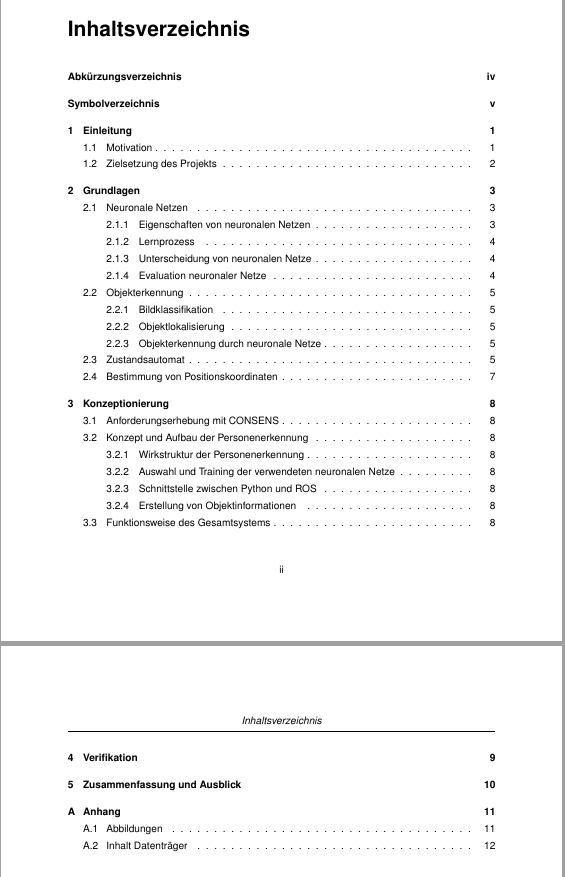 Inhaltsverzeichnis
Abkürzungsverzeichnis iv
Symbolverzeichnis v
1 Einleitung 1
1.1 Motivation . . . . . . . . . . . . . . . . . . . . 1
1.2 Zielsetzung des Projekts . . . . . . . . . . . . . . . . . . . . 2
2 Grundlagen 3
2.1 Neuronale Netzen . . . . . . . . . . . . . . . . . . . . 3
2.1.1 Eigenschaften von neuronalen Netzen . . . . . . . . . . . . . . . . . . . . 3
2.1.2 Lernprozess . . . . . . . . . . . . . . . . . . . . 4
2.1.3 Unterscheidung von neuronalen Netze . . . . . . . . . . . . . . . . . . . . 4
2.1.4 Evaluation neuronaler Netze . . . . . . . . . . . . . . . . . . . . 4
2.2 Objekterkennung . . . . . . . . . . . . . . . . . . . . 5
2.2.1 Bildklassifikation . . . . . . . . . . . . . . . . . . . . 5
2.2.2 Objektlokalisierung . . . . . . . . . . . . . . . . . . . . 5
2.2.3 Objekterkennung durch neuronale Netze . . . . . . . . . . . . . . . . . . . . 5
2.3 Zustandsautomat . . . . . . . . . . . . . . . . . . . . 5
2.4 Bestimmung von Positionskoordinaten . . . . . . . . . . . . . . . . . . . . 7
3 Konzeptionierung 8
3.1 Anforderungserhebung mit CONSENS . . . . . . . . . . . . . . . . . . . . 8
3.2 Konzept und Aufbau der Personenerkennung . . . . . . . . . . . . . . . . . . . . 8
3.2.1 Wirkstruktur der Personenerkennung . . . . . . . . . . . . . . . . . . . . 8
3.2.2 Auswahl und Training der verwendeten neuronalen Netze . . . . . . . . . 8
3.2.3 Schnittstelle zwischen Python und ROS . . . . . . . . . . . . . . . . . . . . 8
3.2.4 Erstellung von Objektinformationen . . . . . . . . . . . . . . . . . . . . 8
3.3 Funktionsweise des Gesamtsystems . . . . . . . . . . . . . . . . . . . . 8
ii
Inhaltsverzeichnis
4 Verifikation 9
5 Zusammenfassung und Ausblick 10
A Anhang 11
A.1 Abbildungen . . . . . . . . . . . . . . . . . . . . 11
A.2 Inhalt Datenträger . . . . . . . . . . . . . . . . . . . . 12